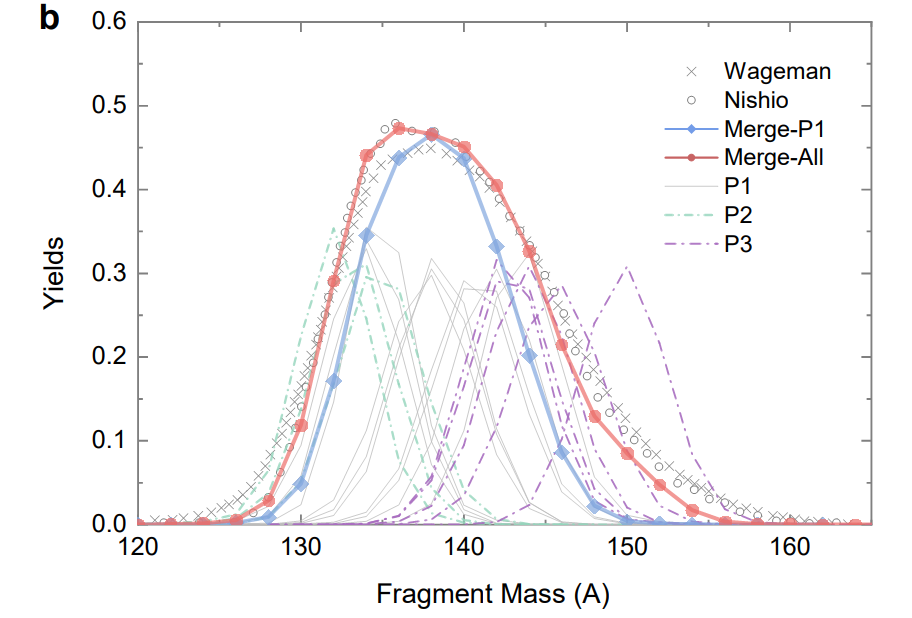 b
0.6
0.5
0.4
0.3
0.2
0.1
0.0
Yields
Wageman
Nishio
Merge-P1
Merge-All
P1
P2
P3
120 130 140 150 160
Fragment Mass (A)